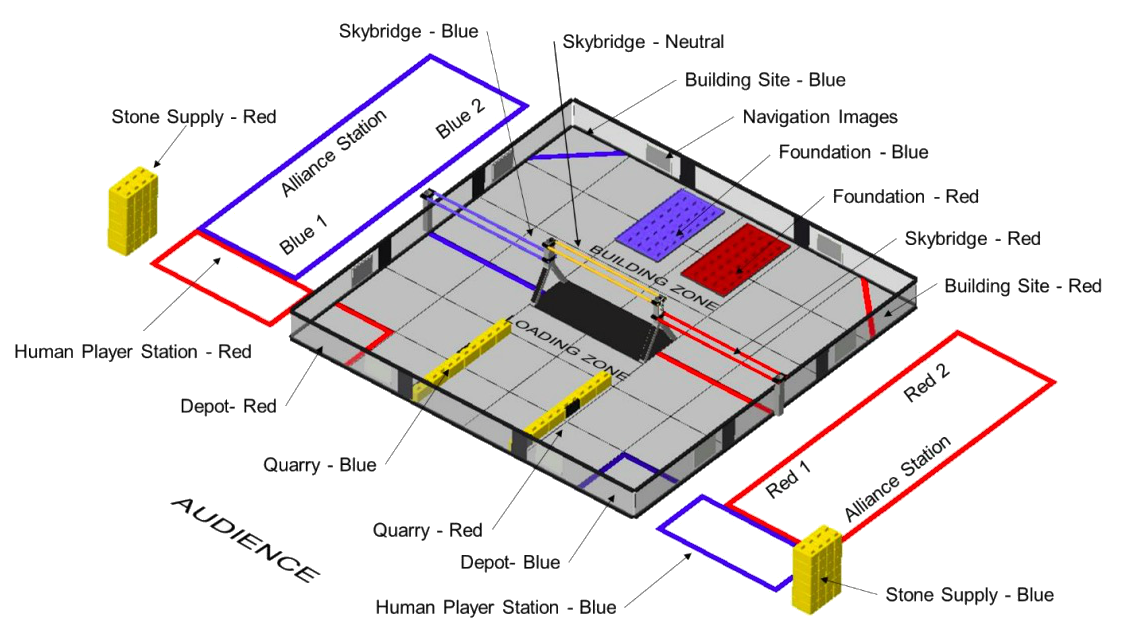 Skybridge - Blue
Skybridge - Neutral
Building Site - Blue
Stone Supply - Red
Navigation Images
Blue 2
Alliance Station
Foundation - Blue
Foundation - Red
Blue 1
Skybridge - Red
BUILDING ZONE
Building Site - Red
LOADING ZONE
Human Player Station - Red
Red 2
Depot- Red
Quarry - Blue
Red 1
Alliance Station
AUDIENCE
Quarry - Red
Depot- Blue
Human Player Station - Blue
Stone Supply - Blue